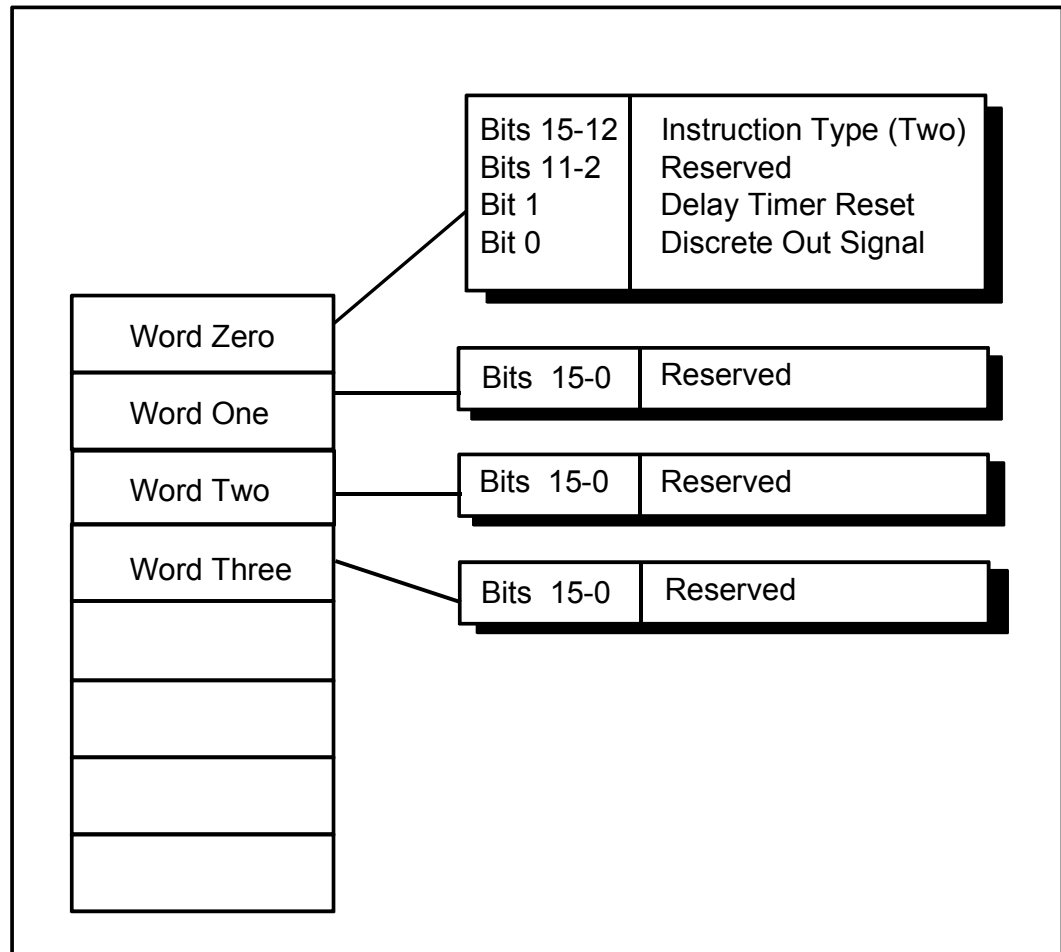 Bits 15-12 Instruction Type (Two)
Bits 11-2 Reserved
Bit 1 Delay Timer Reset
Bit 0 Discrete Out Signal
Word Zero
Bits 15-0 Reserved
Word One
Bits 15-0 Reserved
Word Two
Word Three
Bits 15-0 Reserved